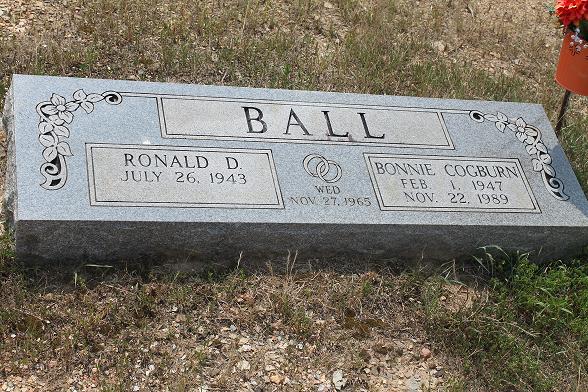 BALL
RONALD D.
JULY 26, 1943
WED
NOV. 27, 1965
BONNIE COGBURN
FEB. 1, 1947
NOV. 22, 1989